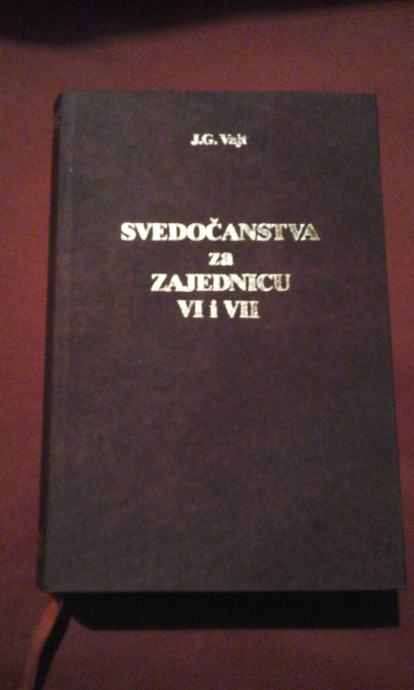 J.G. Vajt
SVEDOČANSTVA
za
ZAJEDNICU
VI i VII